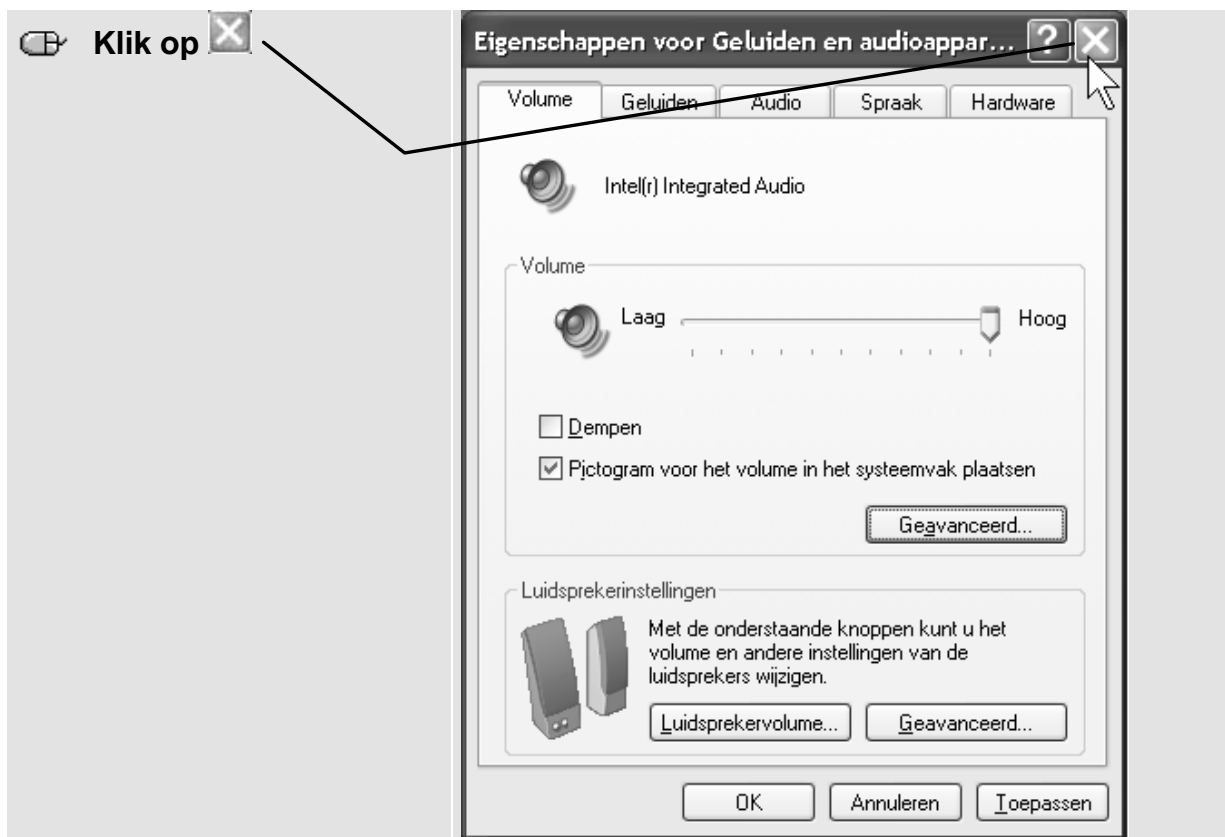 Klik op
Eigenschappen voor Geluiden en audioappar...
Volume Geluiden Audio Spraak Hardware
Intel(r) Integrated Audio
Volume
Laag Hoog
Dempen
Pictogram voor het volume in het systeemvak plaatsen
Geavanceerd...
Luidsprekerinstellingen
Met de onderstaande knoppen kunt u het
volume en andere instellingen van de
luidsprekers wijzigen.
Luidsprekervolume... Geavanceerd...
OK Annuleren Toepassen